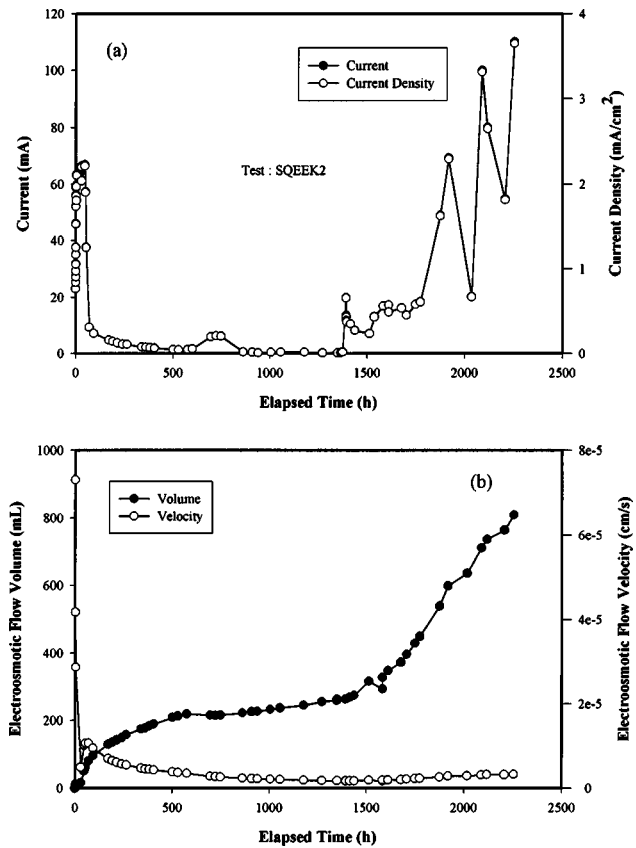 (a)
Current
Current Density
Test : SQEEK2
Current (mA)
0 20 40 60 80 100 120
Current Density (mA/cm²)
0 1 2 3 4
0 500 1000 1500 2000 2500
Elapsed Time (h)
(b)
Volume
Velocity
Electroosmotic Flow Volume (mL)
0 200 400 600 800 1000
Electroosmotic Flow Velocity (cm/s)
0 2e-5 4e-5 6e-5 8e-5
0 500 1000 1500 2000 2500
Elapsed Time (h)